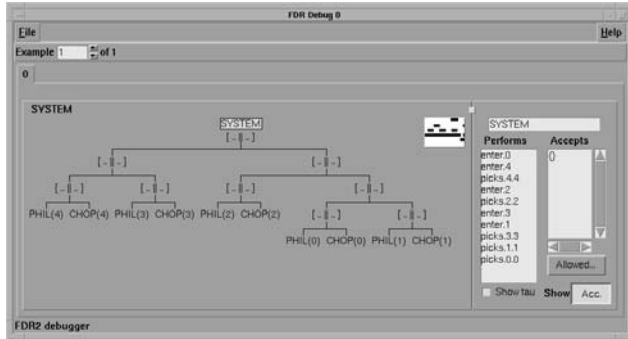 FDR Debug 0
File Help
Example 1 of 1
0
SYSTEM
SYSTEM
[-||-]
[-||-] [-||-]
[-||-] [-||-] [-||-] [-||-]
PHIL(4) CHOP(4) PHIL(3) CHOP(3) PHIL(2) CHOP(2) [-||-] [-||-]
PHIL(0) CHOP(0) PHIL(1) CHOP(1)
SYSTEM
Performs Accepts
enter.0 {}
enter.4
picks.4.4
enter.2
picks.2.2
enter.3
enter.1
picks.3.3
picks.1.1
picks.0.0
Allowed...
Show tau Show Acc.
FDR2 debugger